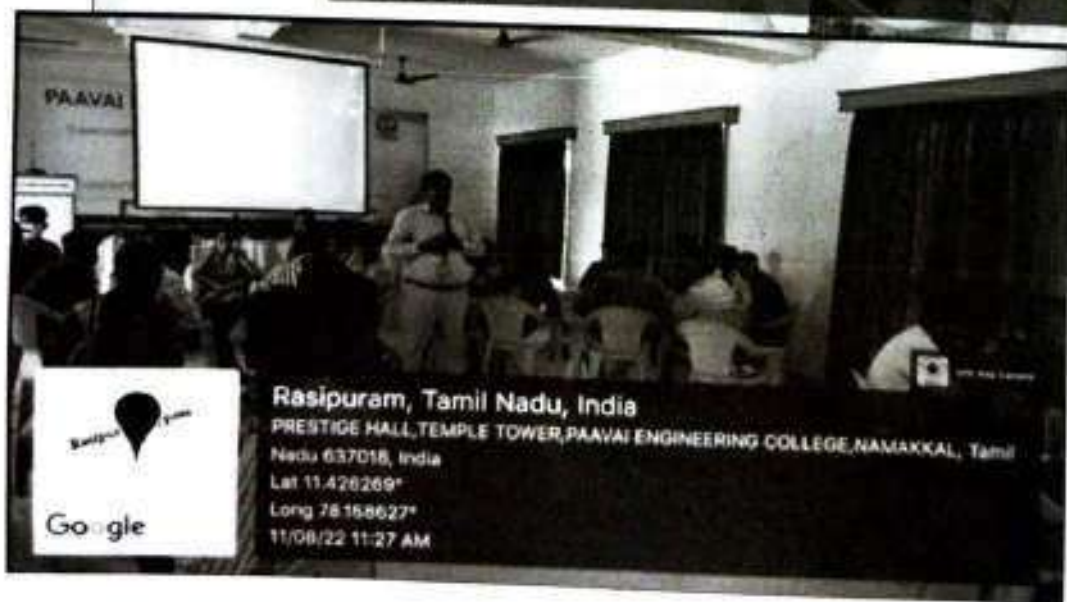 PAAVAI
Rasipuram, Tamil Nadu, India
PRESTIGE HALL,TEMPLE TOWER,PAAVAI ENGINEERING COLLEGE,NAMAKKAL, Tamil
Nadu 637018, India
Lat 11.426269°
Long 78.168627°
11/08/22 11:27 AM
Google